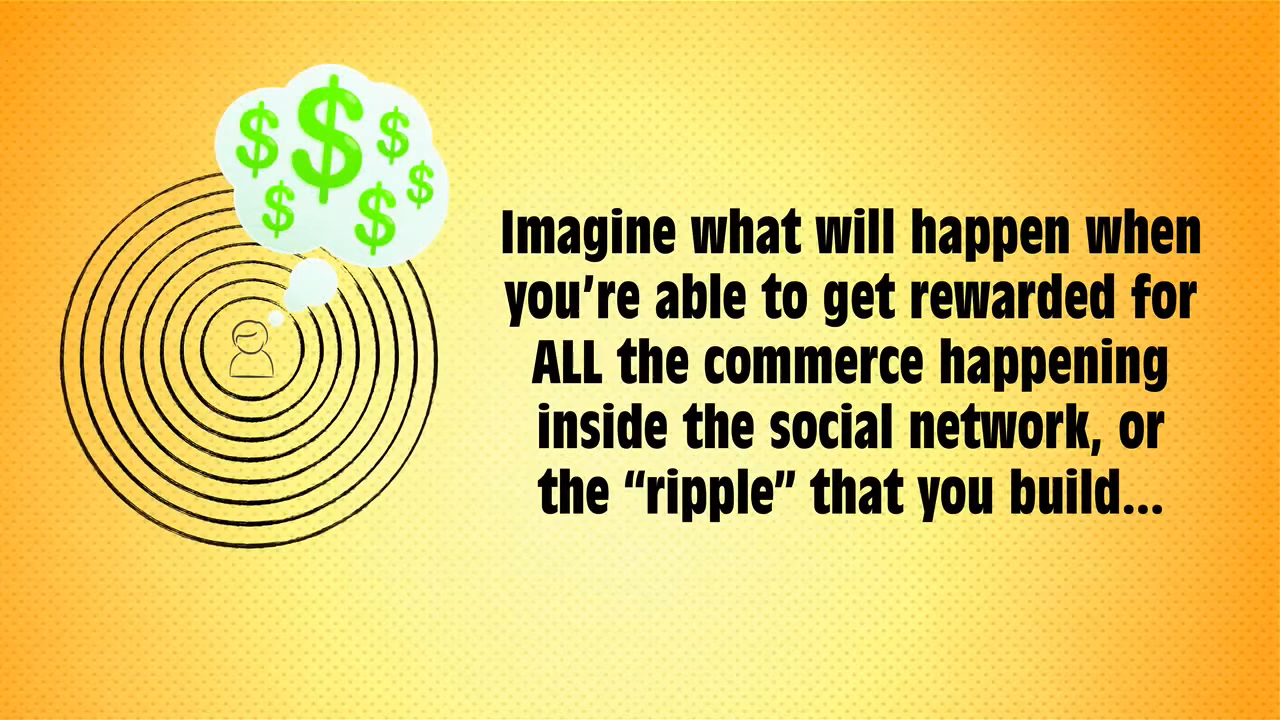 $ $ $ $ $ $
Imagine what will happen when
you're able to get rewarded for
ALL the commerce happening
inside the social network, or
the “ripple” that you build...